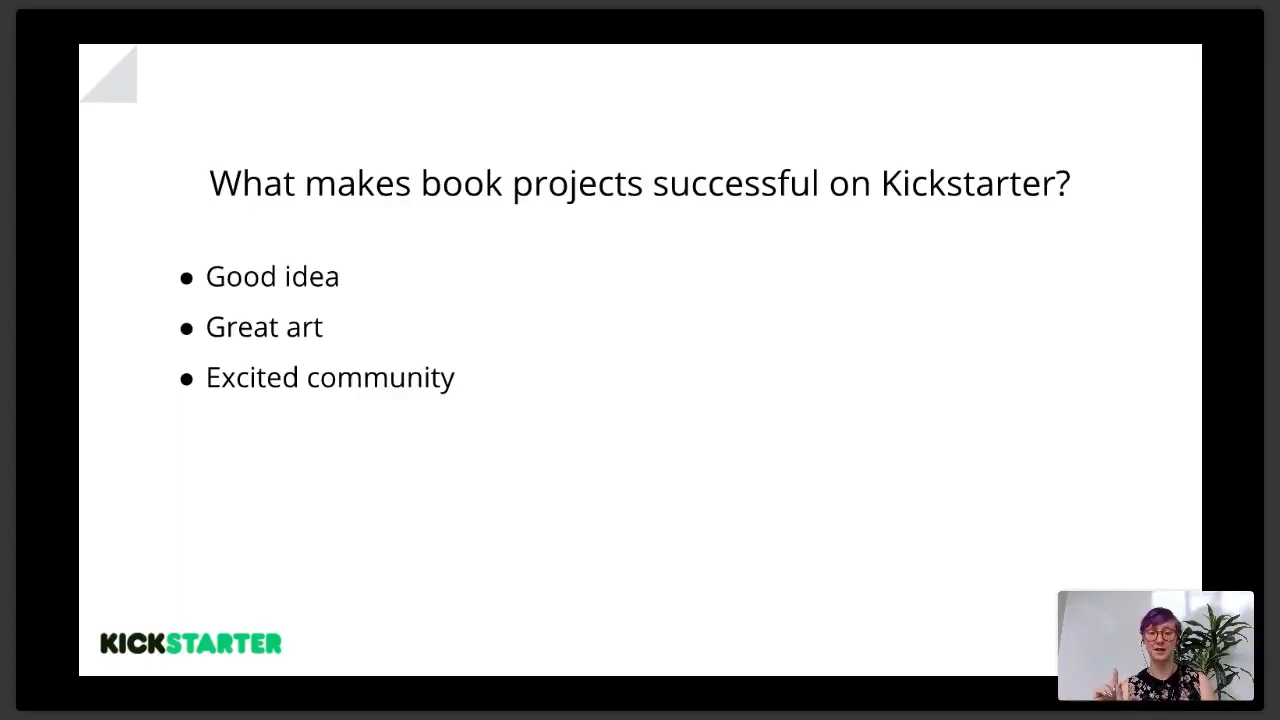 What makes book projects successful on Kickstarter?
● Good idea
● Great art
● Excited community
KICKSTARTER